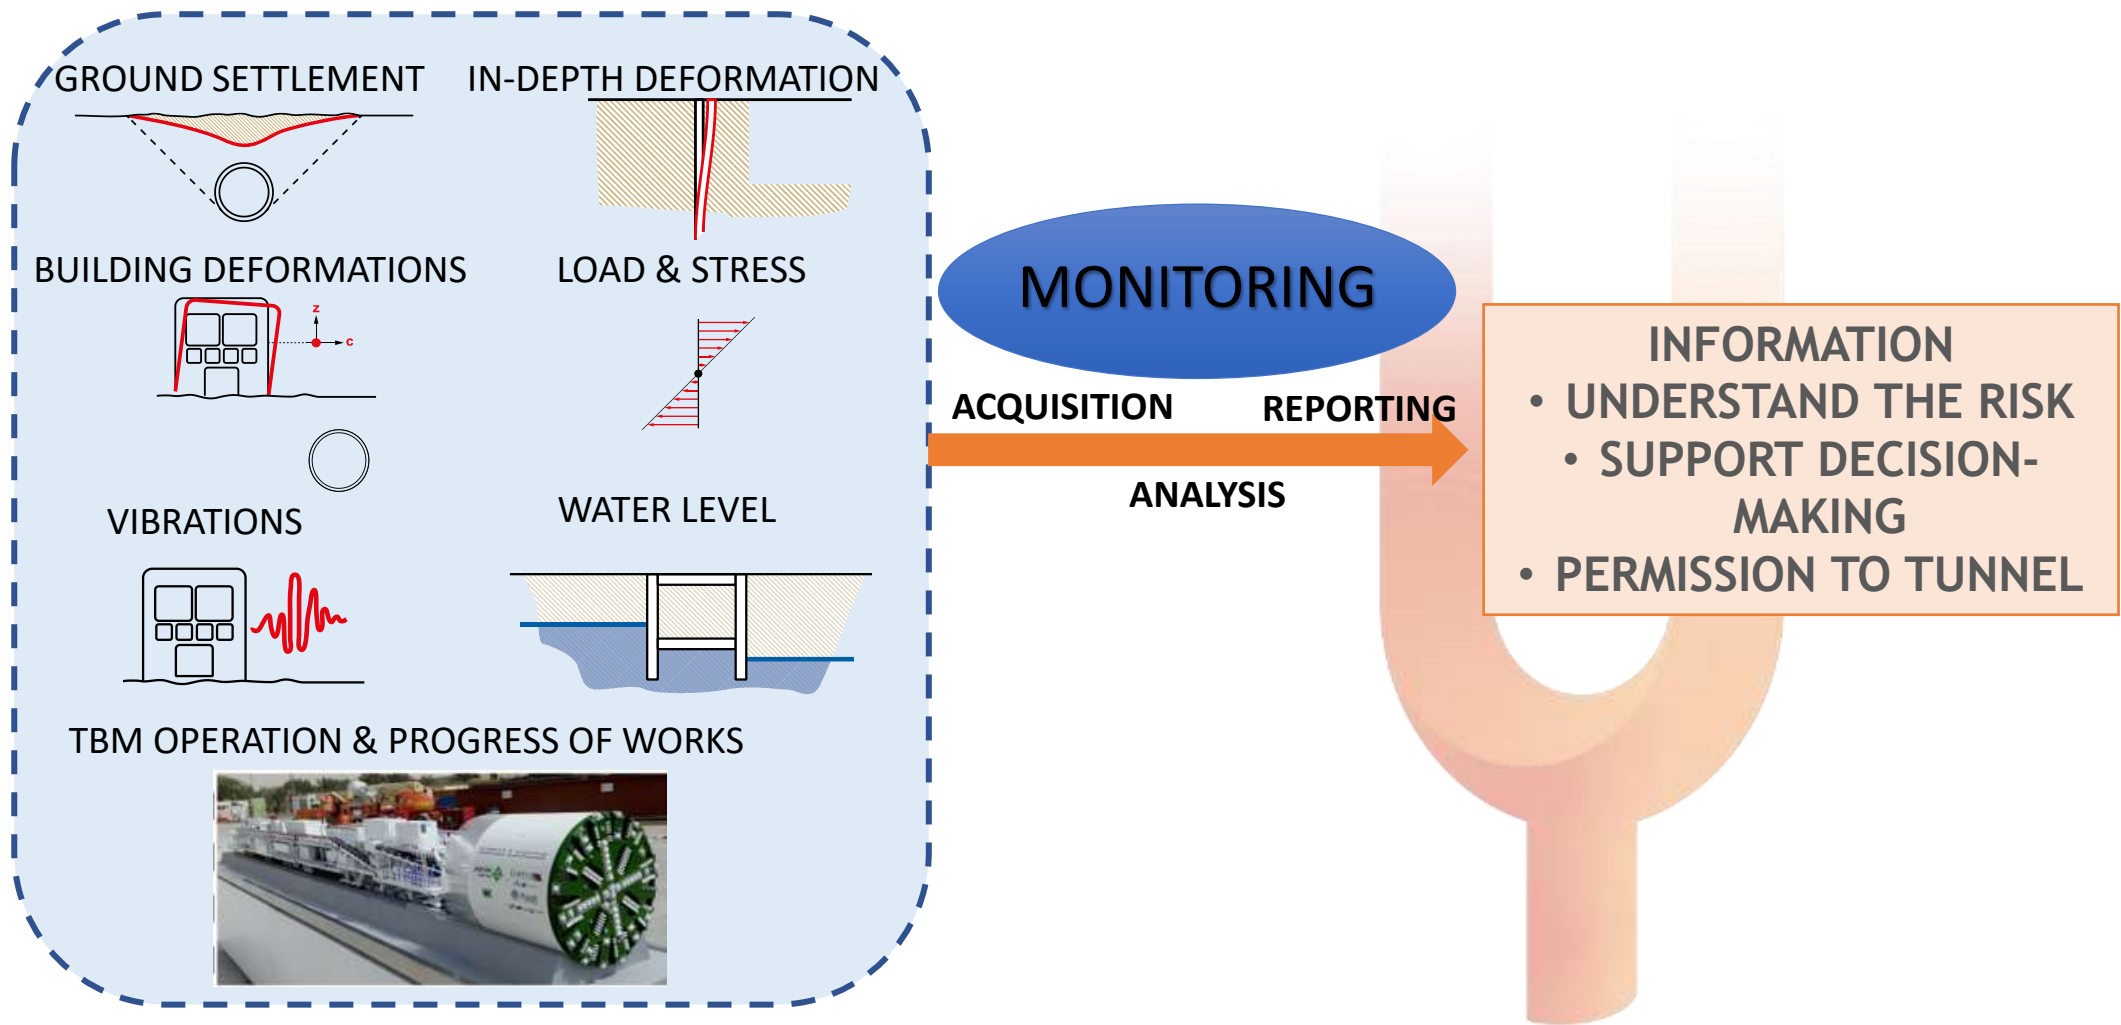 GROUND SETTLEMENT
IN-DEPTH DEFORMATION
BUILDING DEFORMATIONS
z
c
LOAD & STRESS
VIBRATIONS
WATER LEVEL
TBM OPERATION & PROGRESS OF WORKS
MONITORING
ACQUISITION
REPORTING
ANALYSIS
INFORMATION
• UNDERSTAND THE RISK
• SUPPORT DECISION-
MAKING
• PERMISSION TO TUNNEL